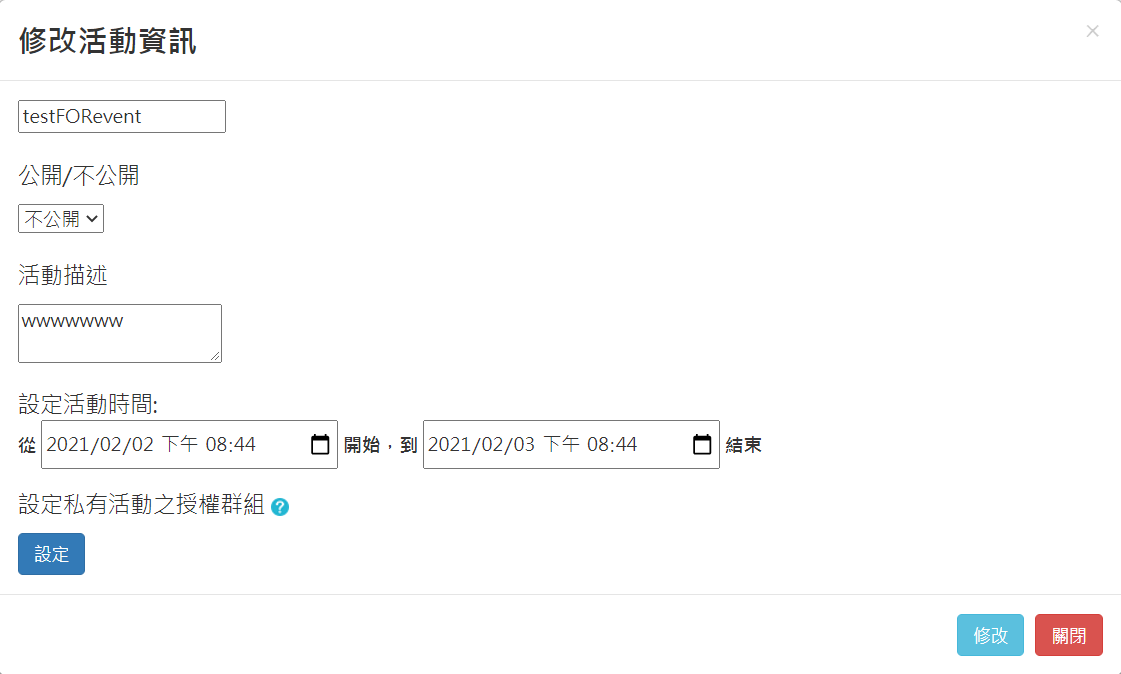 修改活動資訊
×
testFORevent
公開/不公開
不公開
活動描述
wwwwwww
設定活動時間:
從 2021/02/02 下午 08:44 開始，到 2021/02/03 下午 08:44 結束
設定私有活動之授權群組 ?
設定
修改 關閉